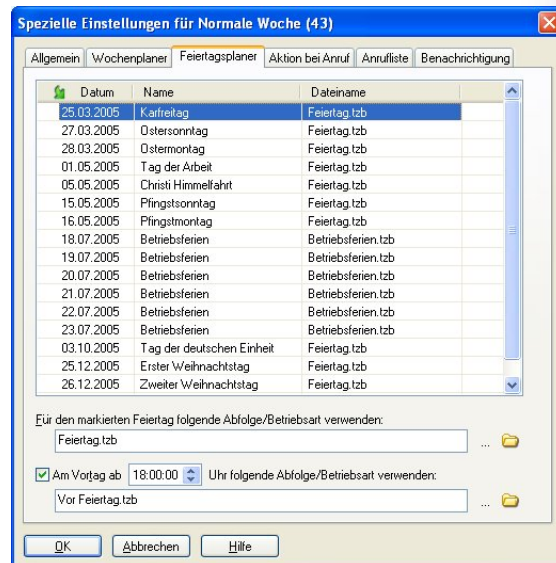 Spezielle Einstellungen für Normale Woche (43)
Allgemein Wochenplaner Feiertagsplaner Aktion bei Anruf Anrufliste Benachrichtigung
Datum Name Dateiname
25.03.2005 Karfreitag Feiertag.tzb
27.03.2005 Ostersonntag Feiertag.tzb
28.03.2005 Ostermontag Feiertag.tzb
01.05.2005 Tag der Arbeit Feiertag.tzb
05.05.2005 Christi Himmelfahrt Feiertag.tzb
15.05.2005 Pfingstsonntag Feiertag.tzb
16.05.2005 Pfingstmontag Feiertag.tzb
18.07.2005 Betriebsferien Betriebsferien.tzb
19.07.2005 Betriebsferien Betriebsferien.tzb
20.07.2005 Betriebsferien Betriebsferien.tzb
21.07.2005 Betriebsferien Betriebsferien.tzb
22.07.2005 Betriebsferien Betriebsferien.tzb
23.07.2005 Betriebsferien Betriebsferien.tzb
03.10.2005 Tag der deutschen Einheit Feiertag.tzb
25.12.2005 Erster Weihnachtstag Feiertag.tzb
26.12.2005 Zweiter Weihnachtstag Feiertag.tzb
Für den markierten Feiertag folgende Abfolge/Betriebsart verwenden:
Feiertag.tzb ...
Am Vortag ab 18:00:00 Uhr folgende Abfolge/Betriebsart verwenden:
Vor Feiertag.tzb ...
OK Abbrechen Hilfe